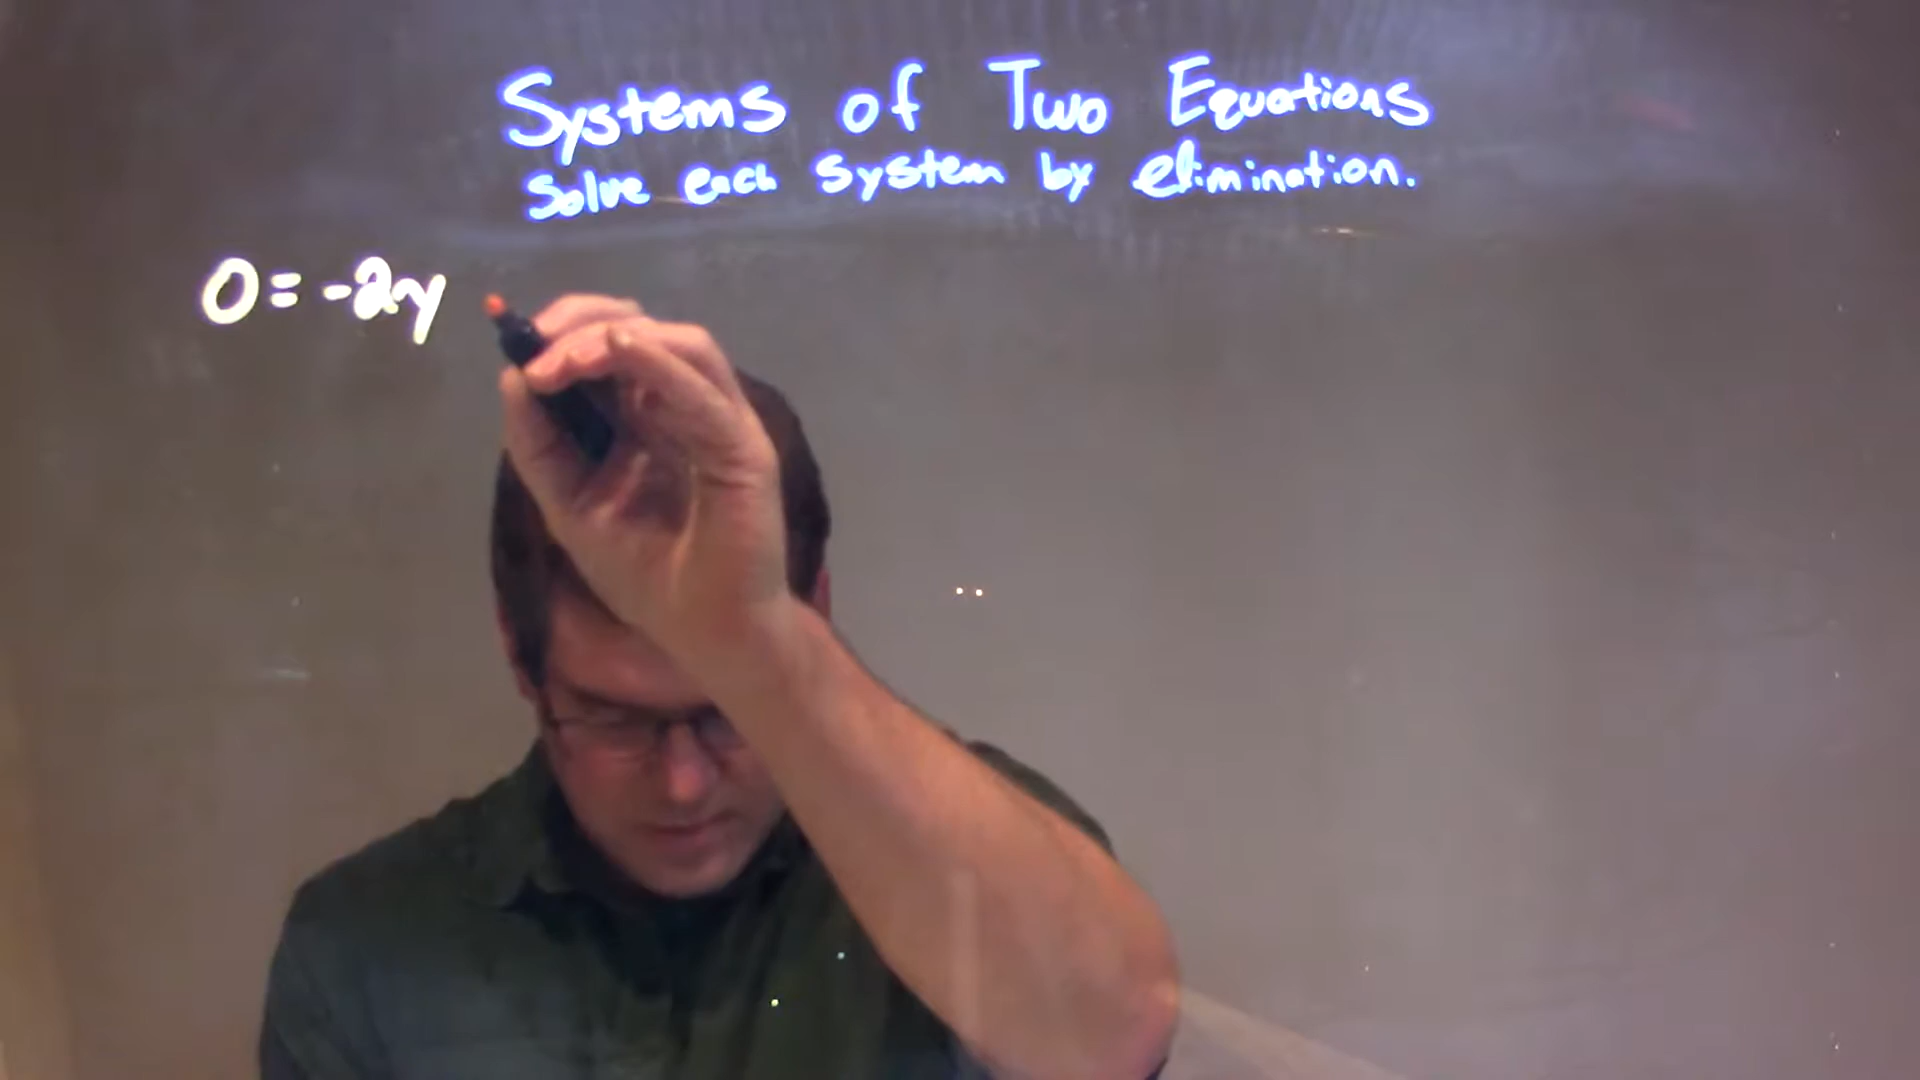 Systems of Two Equations
Solve each system by elimination.
0 = -2y